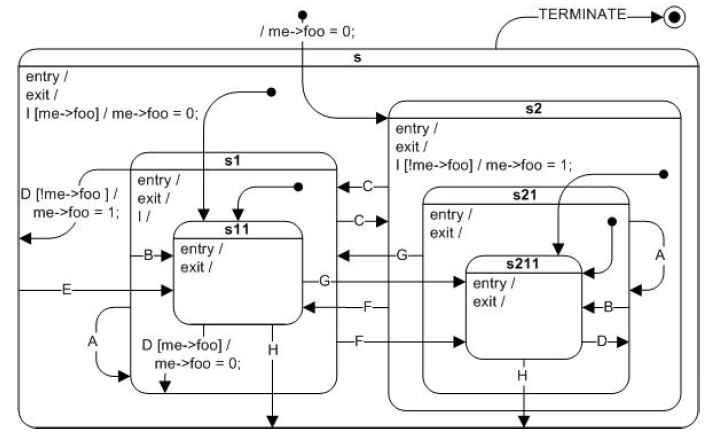 TERMINATE
/ me->foo = 0;
s
entry /
exit /
I [me->foo] / me->foo = 0;
s2
entry /
exit /
I [!me->foo] / me->foo = 1;
s1
entry /
exit /
I /
D [!me->foo ] /
me->foo = 1;
C
C
s21
entry /
exit /
s11
entry /
exit /
B
G
A
s211
entry /
exit /
E
G
F
B
A
D [me->foo] /
me->foo = 0;
H
F
D
H